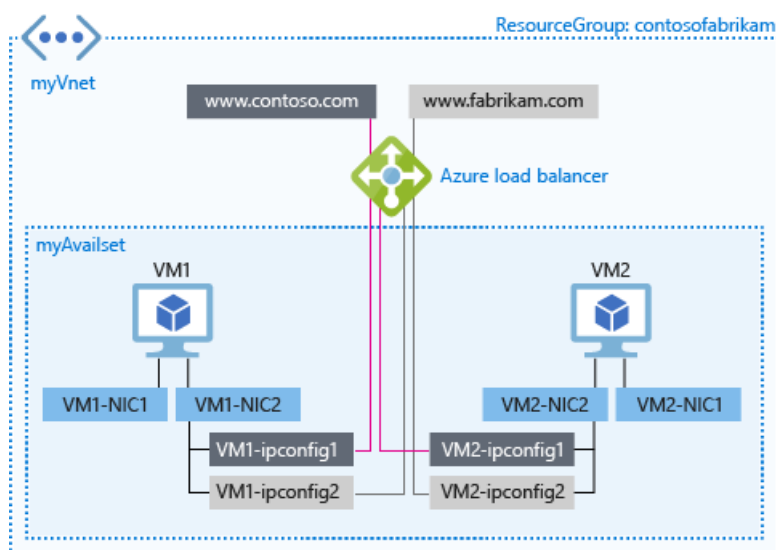 ResourceGroup: contosofabrikam
myVnet
www.contoso.com
www.fabrikam.com
Azure load balancer
myAvailset
VM1
VM2
VM1-NIC1
VM1-NIC2
VM2-NIC2
VM2-NIC1
VM1-ipconfig1
VM2-ipconfig1
VM1-ipconfig2
VM2-ipconfig2